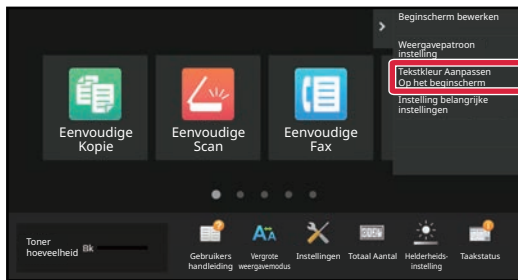 Beginscherm bewerken
Weergavepatroon
instelling
Tekstkleur Aanpassen
Op het beginscherm
Instelling belangrijke
instellingen
Eenvoudige
Kopie
Eenvoudige
Scan
Eenvoudige
Fax
Toner
hoeveelheid
Bk
Gebruikers
handleiding
Vergrote
weergavemodus
Instellingen
Totaal Aantal
Helderheids-
instelling
Taakstatus